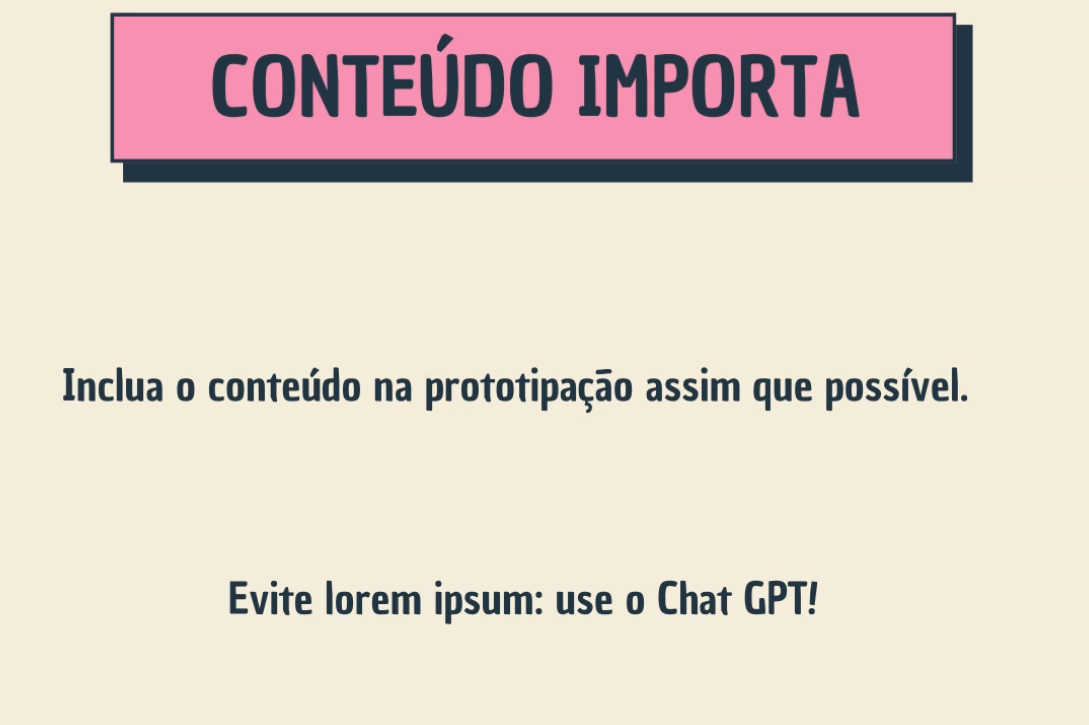 CONTEÚDO IMPORTA
Inclua o conteúdo na prototipação assim que possível.
Evite lorem ipsum: use o Chat GPT!